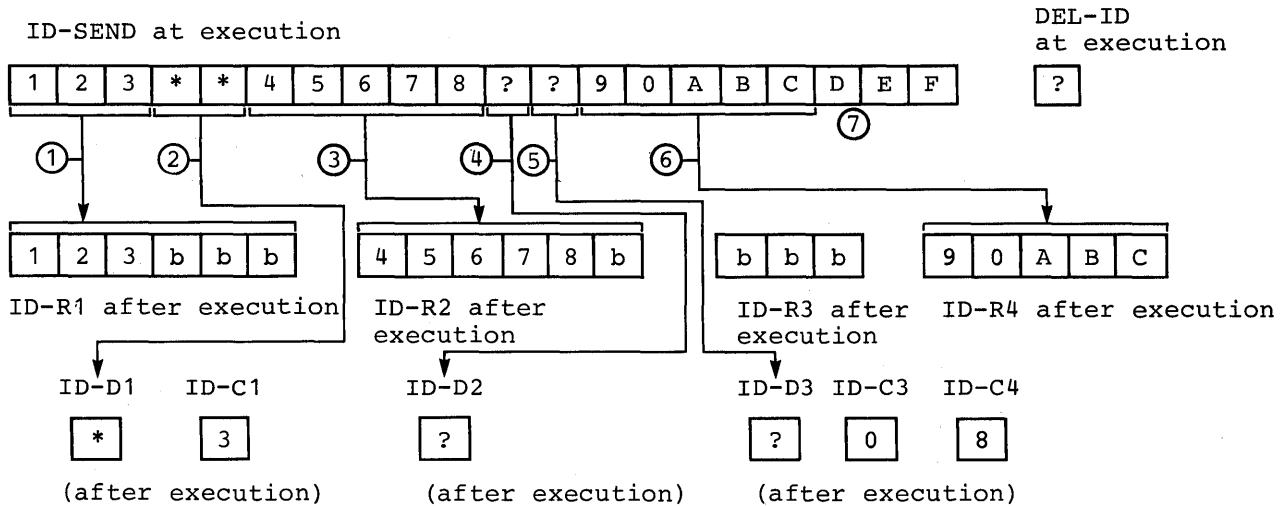 ID-SEND at execution
DEL-ID
at execution
1 2 3 * * 4 5 6 7 8 ? ? 9 0 A B C D E F
?
1 2 3 4 5 6 7
1 2 3 b b b
4 5 6 7 8 b
b b b
9 0 A B C
ID-R1 after execution
ID-R2 after
execution
ID-R3 after
execution
ID-R4 after execution
ID-D1 ID-C1 ID-D2 ID-D3 ID-C3 ID-C4
* 3 ? ? 0 8
(after execution) (after execution) (after execution)